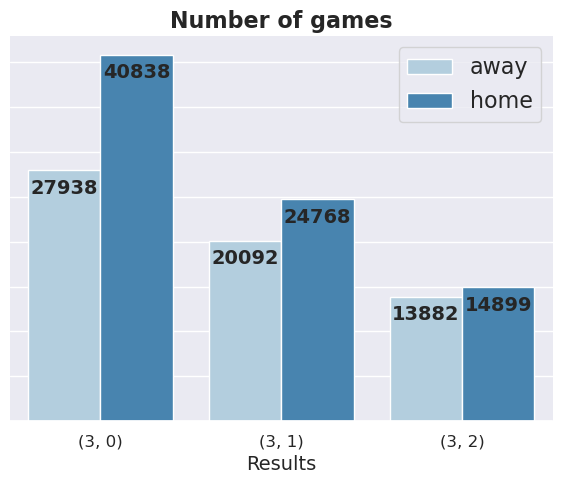 Number of games
away
home
40838
27938
24768
20092
13882
14899
(3, 0)
(3, 1)
(3, 2)
Results